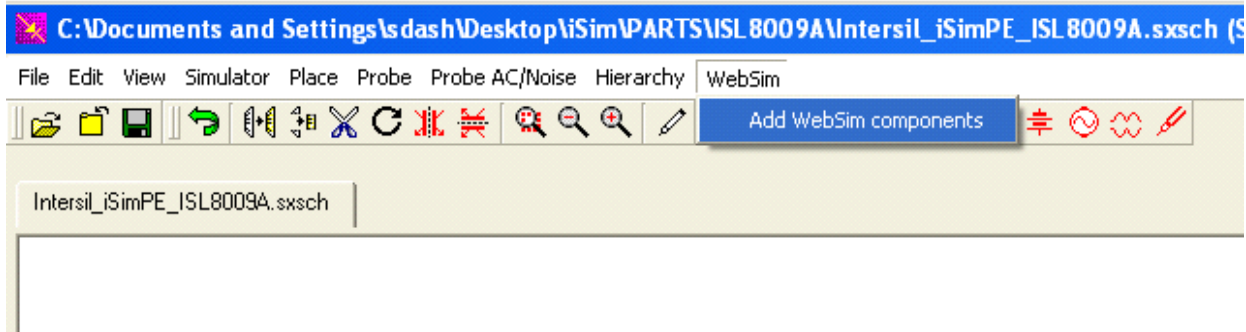 C:\Documents and Settings\sdash\Desktop\iSim\PARTS\ISL8009A\Intersil_iSimPE_ISL8009A.sxsch (S
File Edit View Simulator Place Probe Probe AC/Noise Hierarchy WebSim
Add WebSim components
Intersil_iSimPE_ISL8009A.sxsch